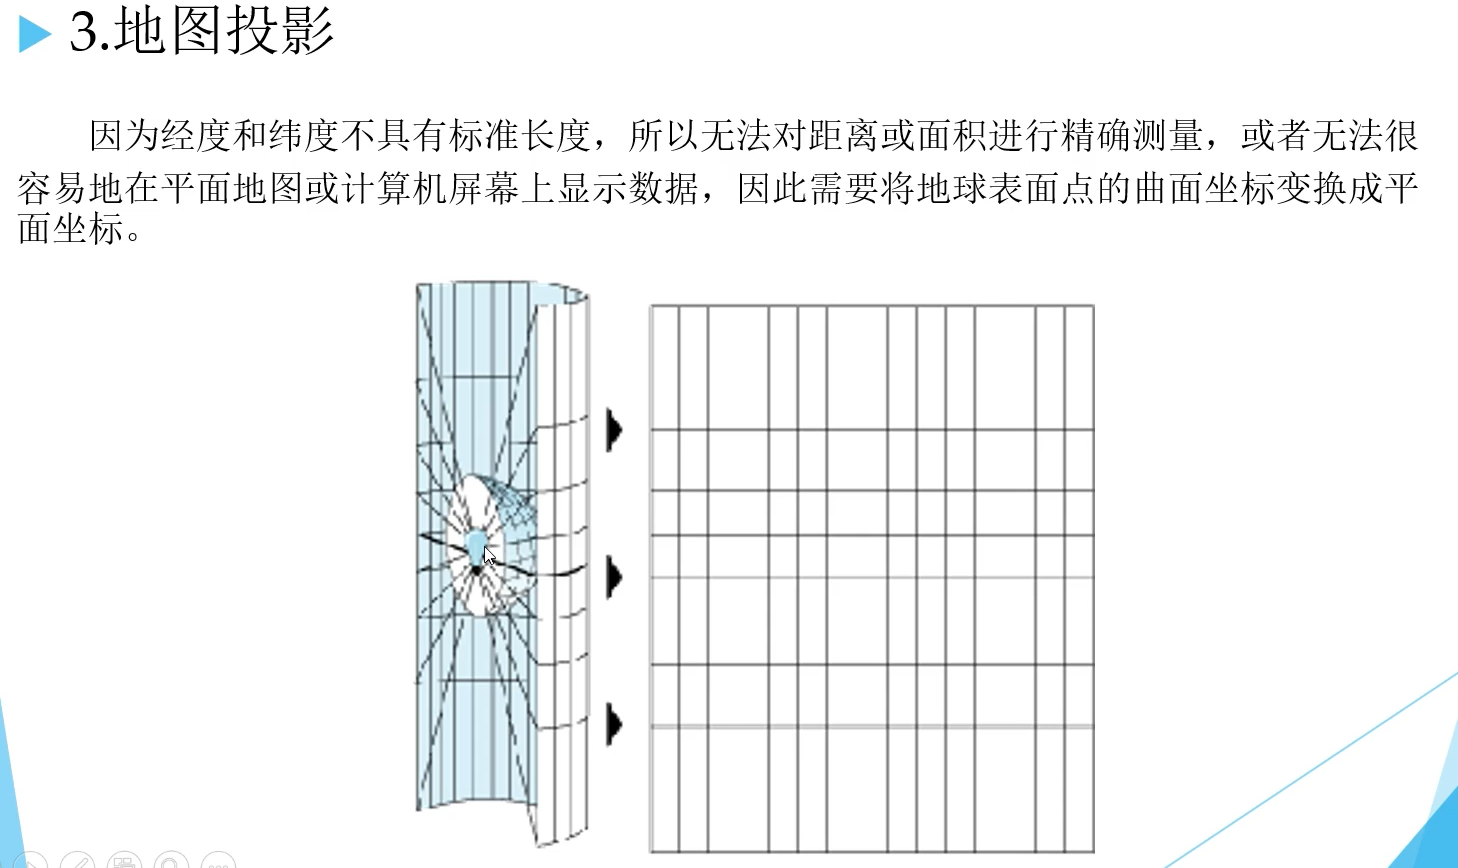 3.地图投影
因为经度和纬度不具有标准长度，所以无法对距离或面积进行精确测量，或者无法很
容易地在平面地图或计算机屏幕上显示数据，因此需要将地球表面点的曲面坐标变换成平
面坐标。